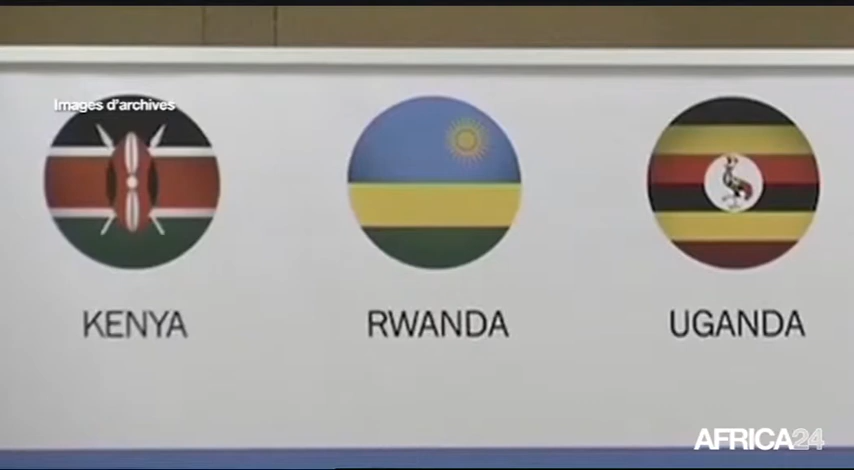 Images d'archives
KENYA
RWANDA
UGANDA
AFRICA24